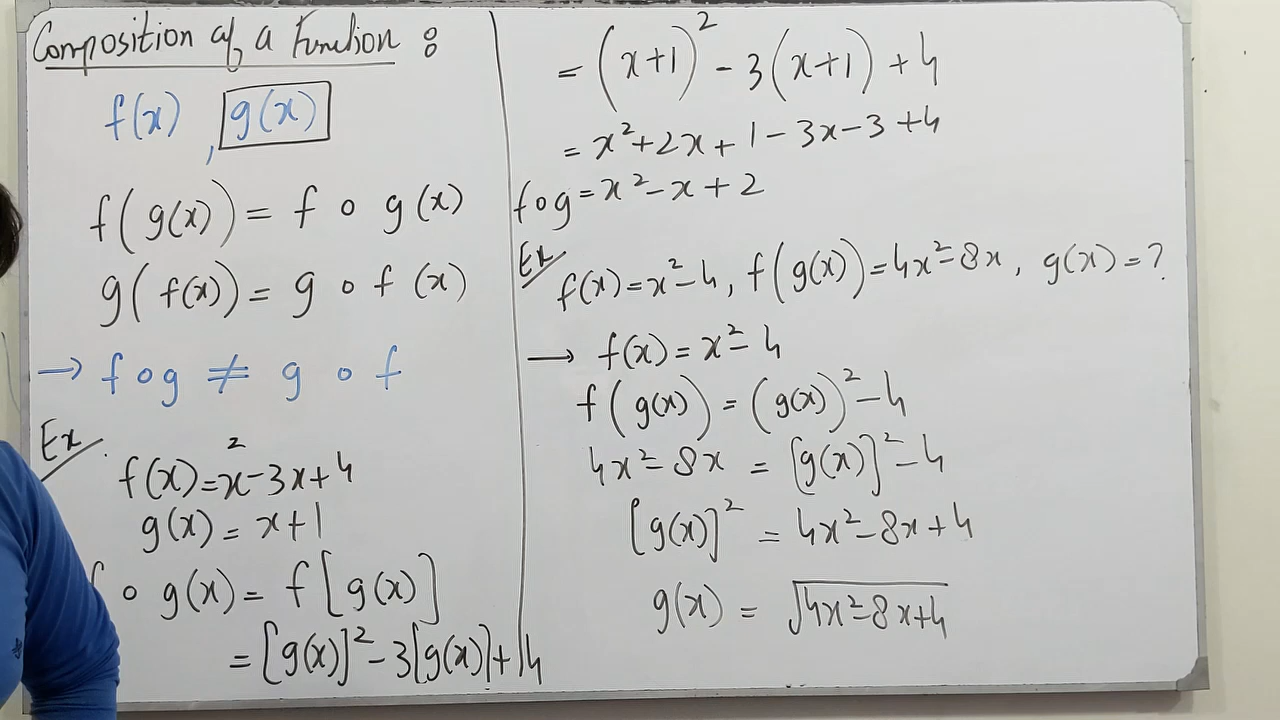 Composition of a Function :
f(x) , g(x)
f(g(x)) = f o g(x)
g(f(x)) = g o f (x)
→ f o g ≠ g o f
Ex
f(x) = x² - 3x + 4
g(x) = x + 1
f o g(x) = f[g(x)]
= [g(x)]² - 3[g(x)] + 4
= (x+1)² - 3(x+1) + 4
= x² + 2x + 1 - 3x - 3 + 4
fog = x² - x + 2
Ex
f(x) = x² - 4, f(g(x)) = 4x² - 8x, g(x) = ?
→ f(x) = x² - 4
f(g(x)) = (g(x))² - 4
4x² - 8x = [g(x)]² - 4
[g(x)]² = 4x² - 8x + 4
g(x) = √(4x² - 8x + 4)